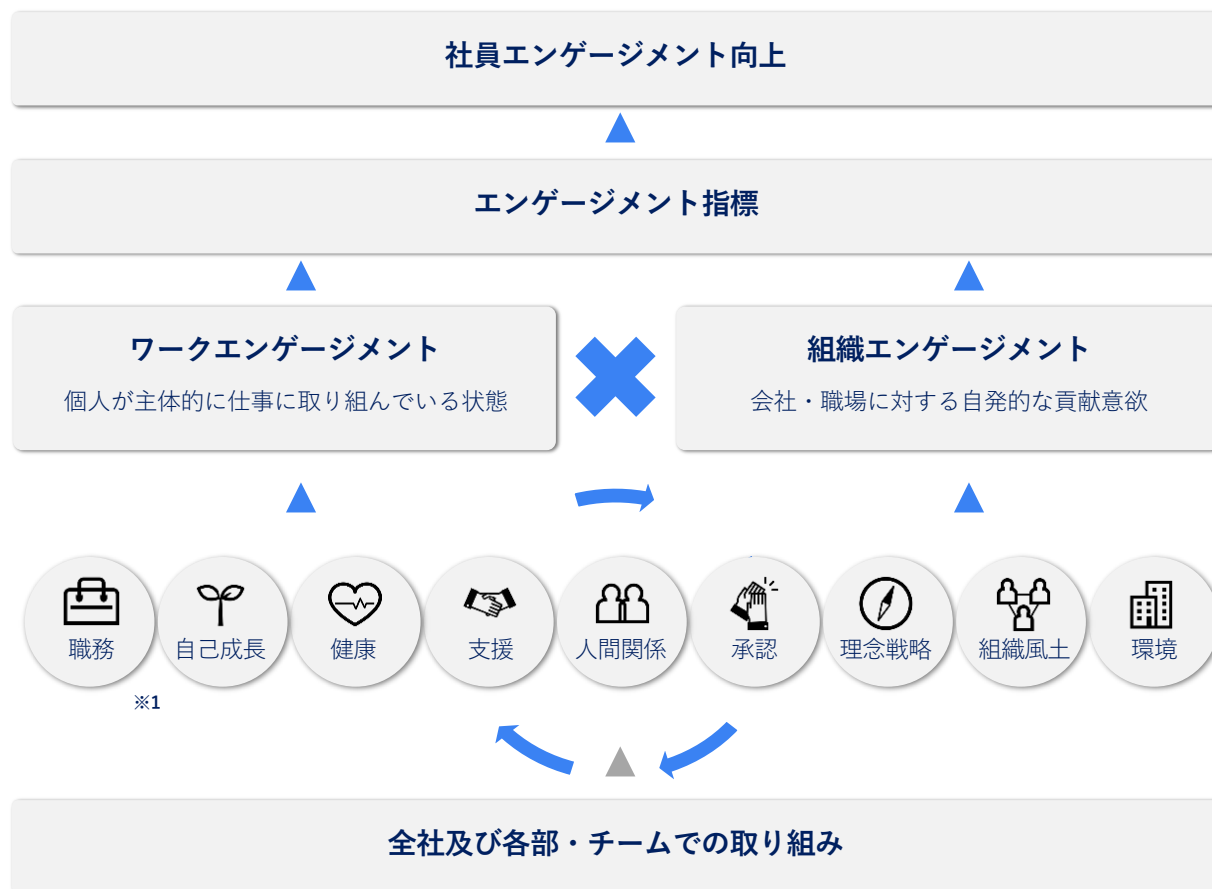 社員エンゲージメント向上
エンゲージメント指標
ワークエンゲージメント
個人が主体的に仕事に取り組んでいる状態
組織エンゲージメント
会社・職場に対する自発的な貢献意欲
職務
自己成長
健康
支援
人間関係
承認
理念戦略
組織風土
環境
※1
全社及び各部・チームでの取り組み